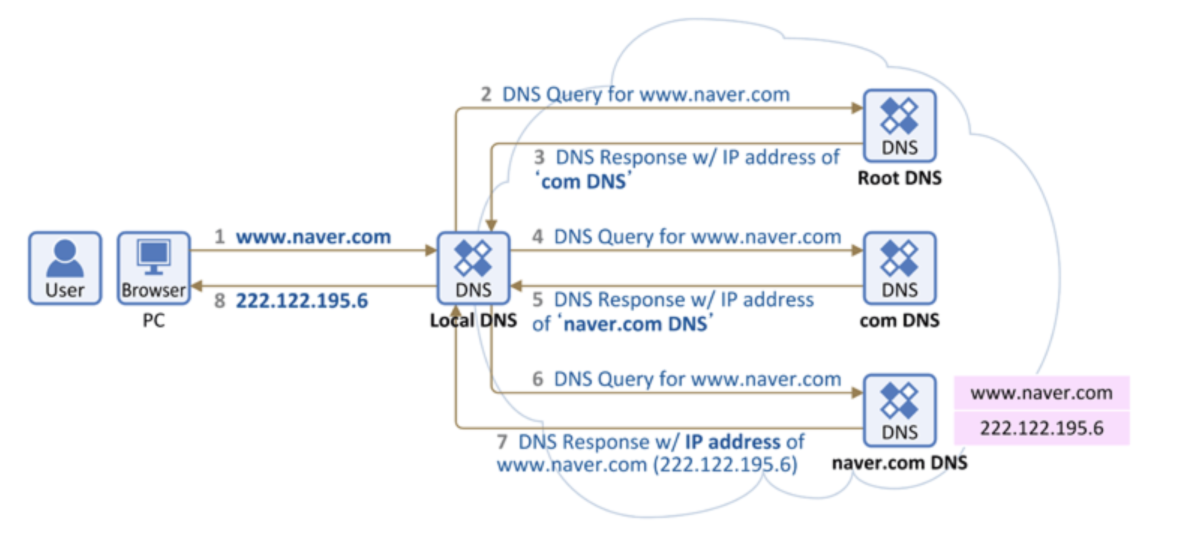 2 DNS Query for www.naver.com
DNS
Root DNS
3 DNS Response w/ IP address of
‘com DNS’
User
Browser
PC
1 www.naver.com
8 222.122.195.6
DNS
Local DNS
4 DNS Query for www.naver.com
5 DNS Response w/ IP address
of ‘naver.com DNS’
DNS
com DNS
6 DNS Query for www.naver.com
7 DNS Response w/ IP address of
www.naver.com (222.122.195.6)
DNS
naver.com DNS
www.naver.com
222.122.195.6